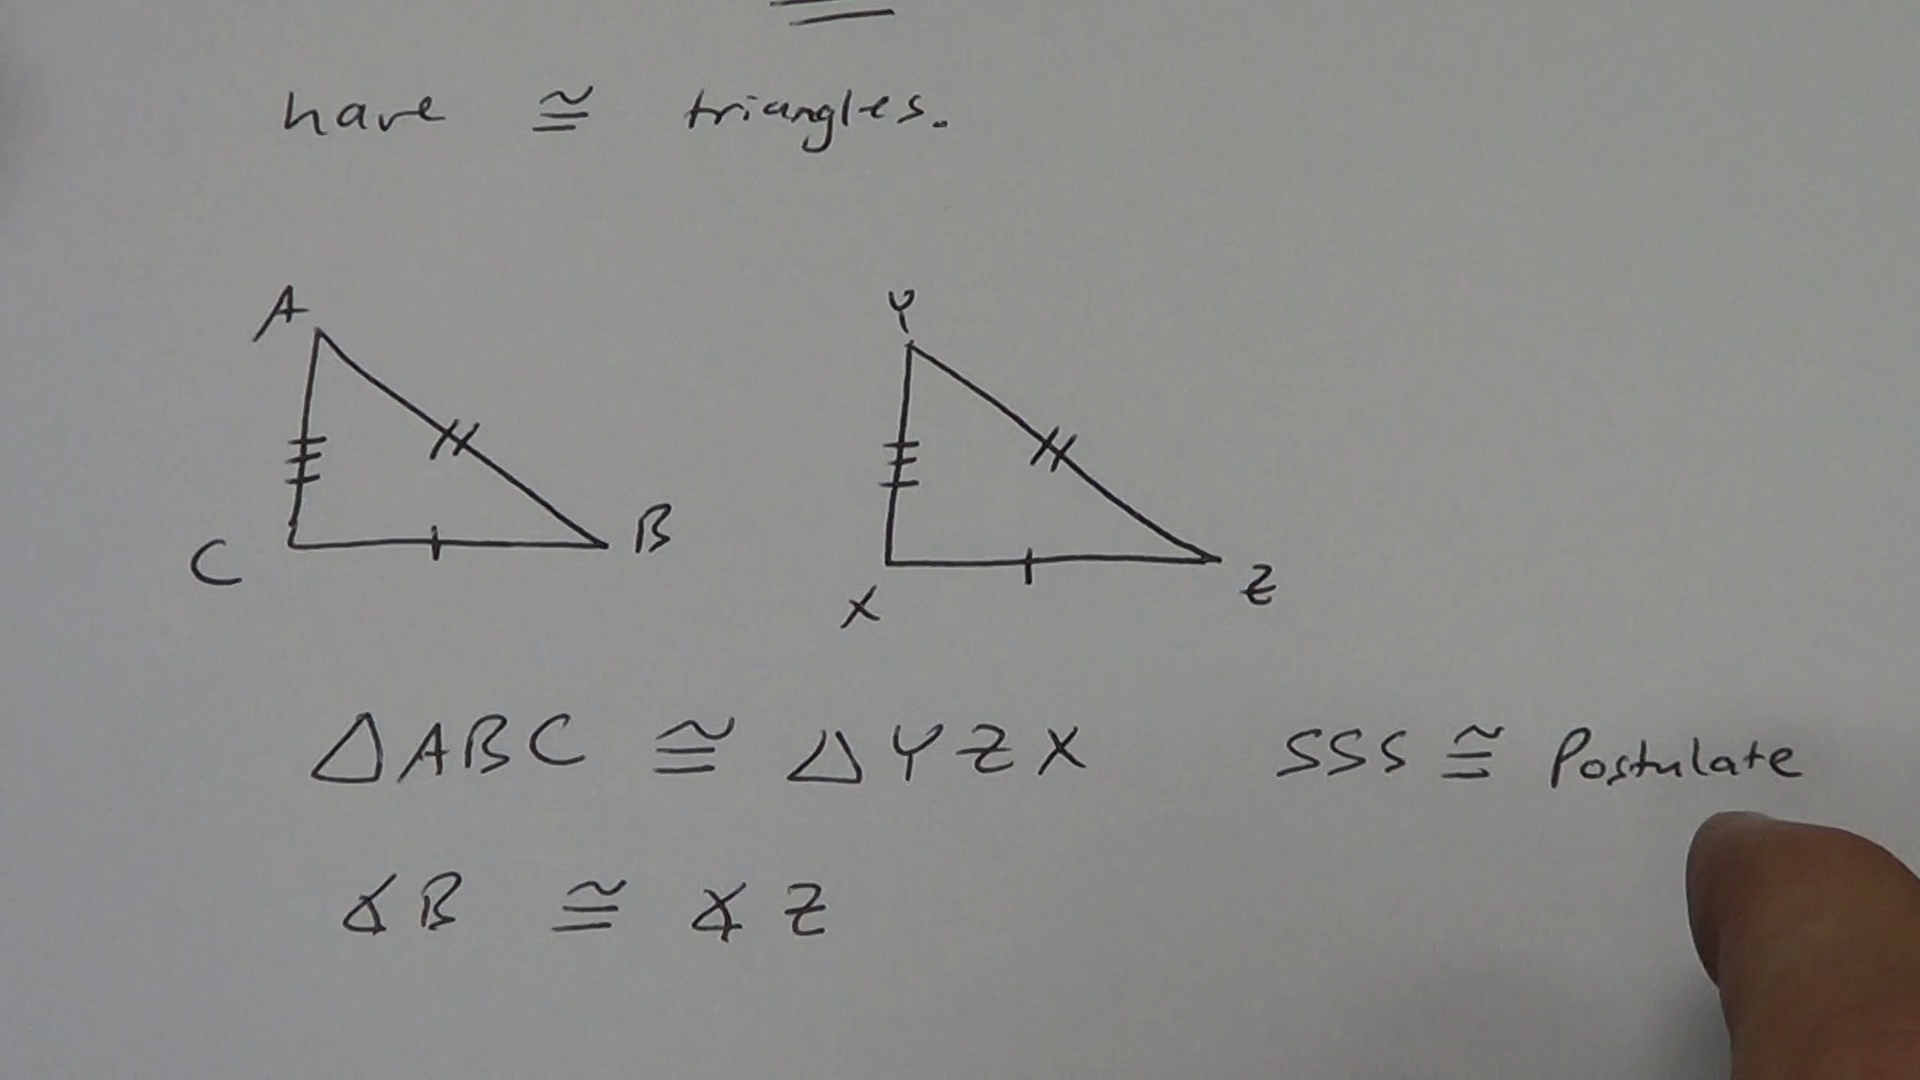 have ≅ triangles.
A
Y
C
B
X
Z
△ABC ≅ △YZX SSS ≅ Postulate
∡B ≅ ∡Z